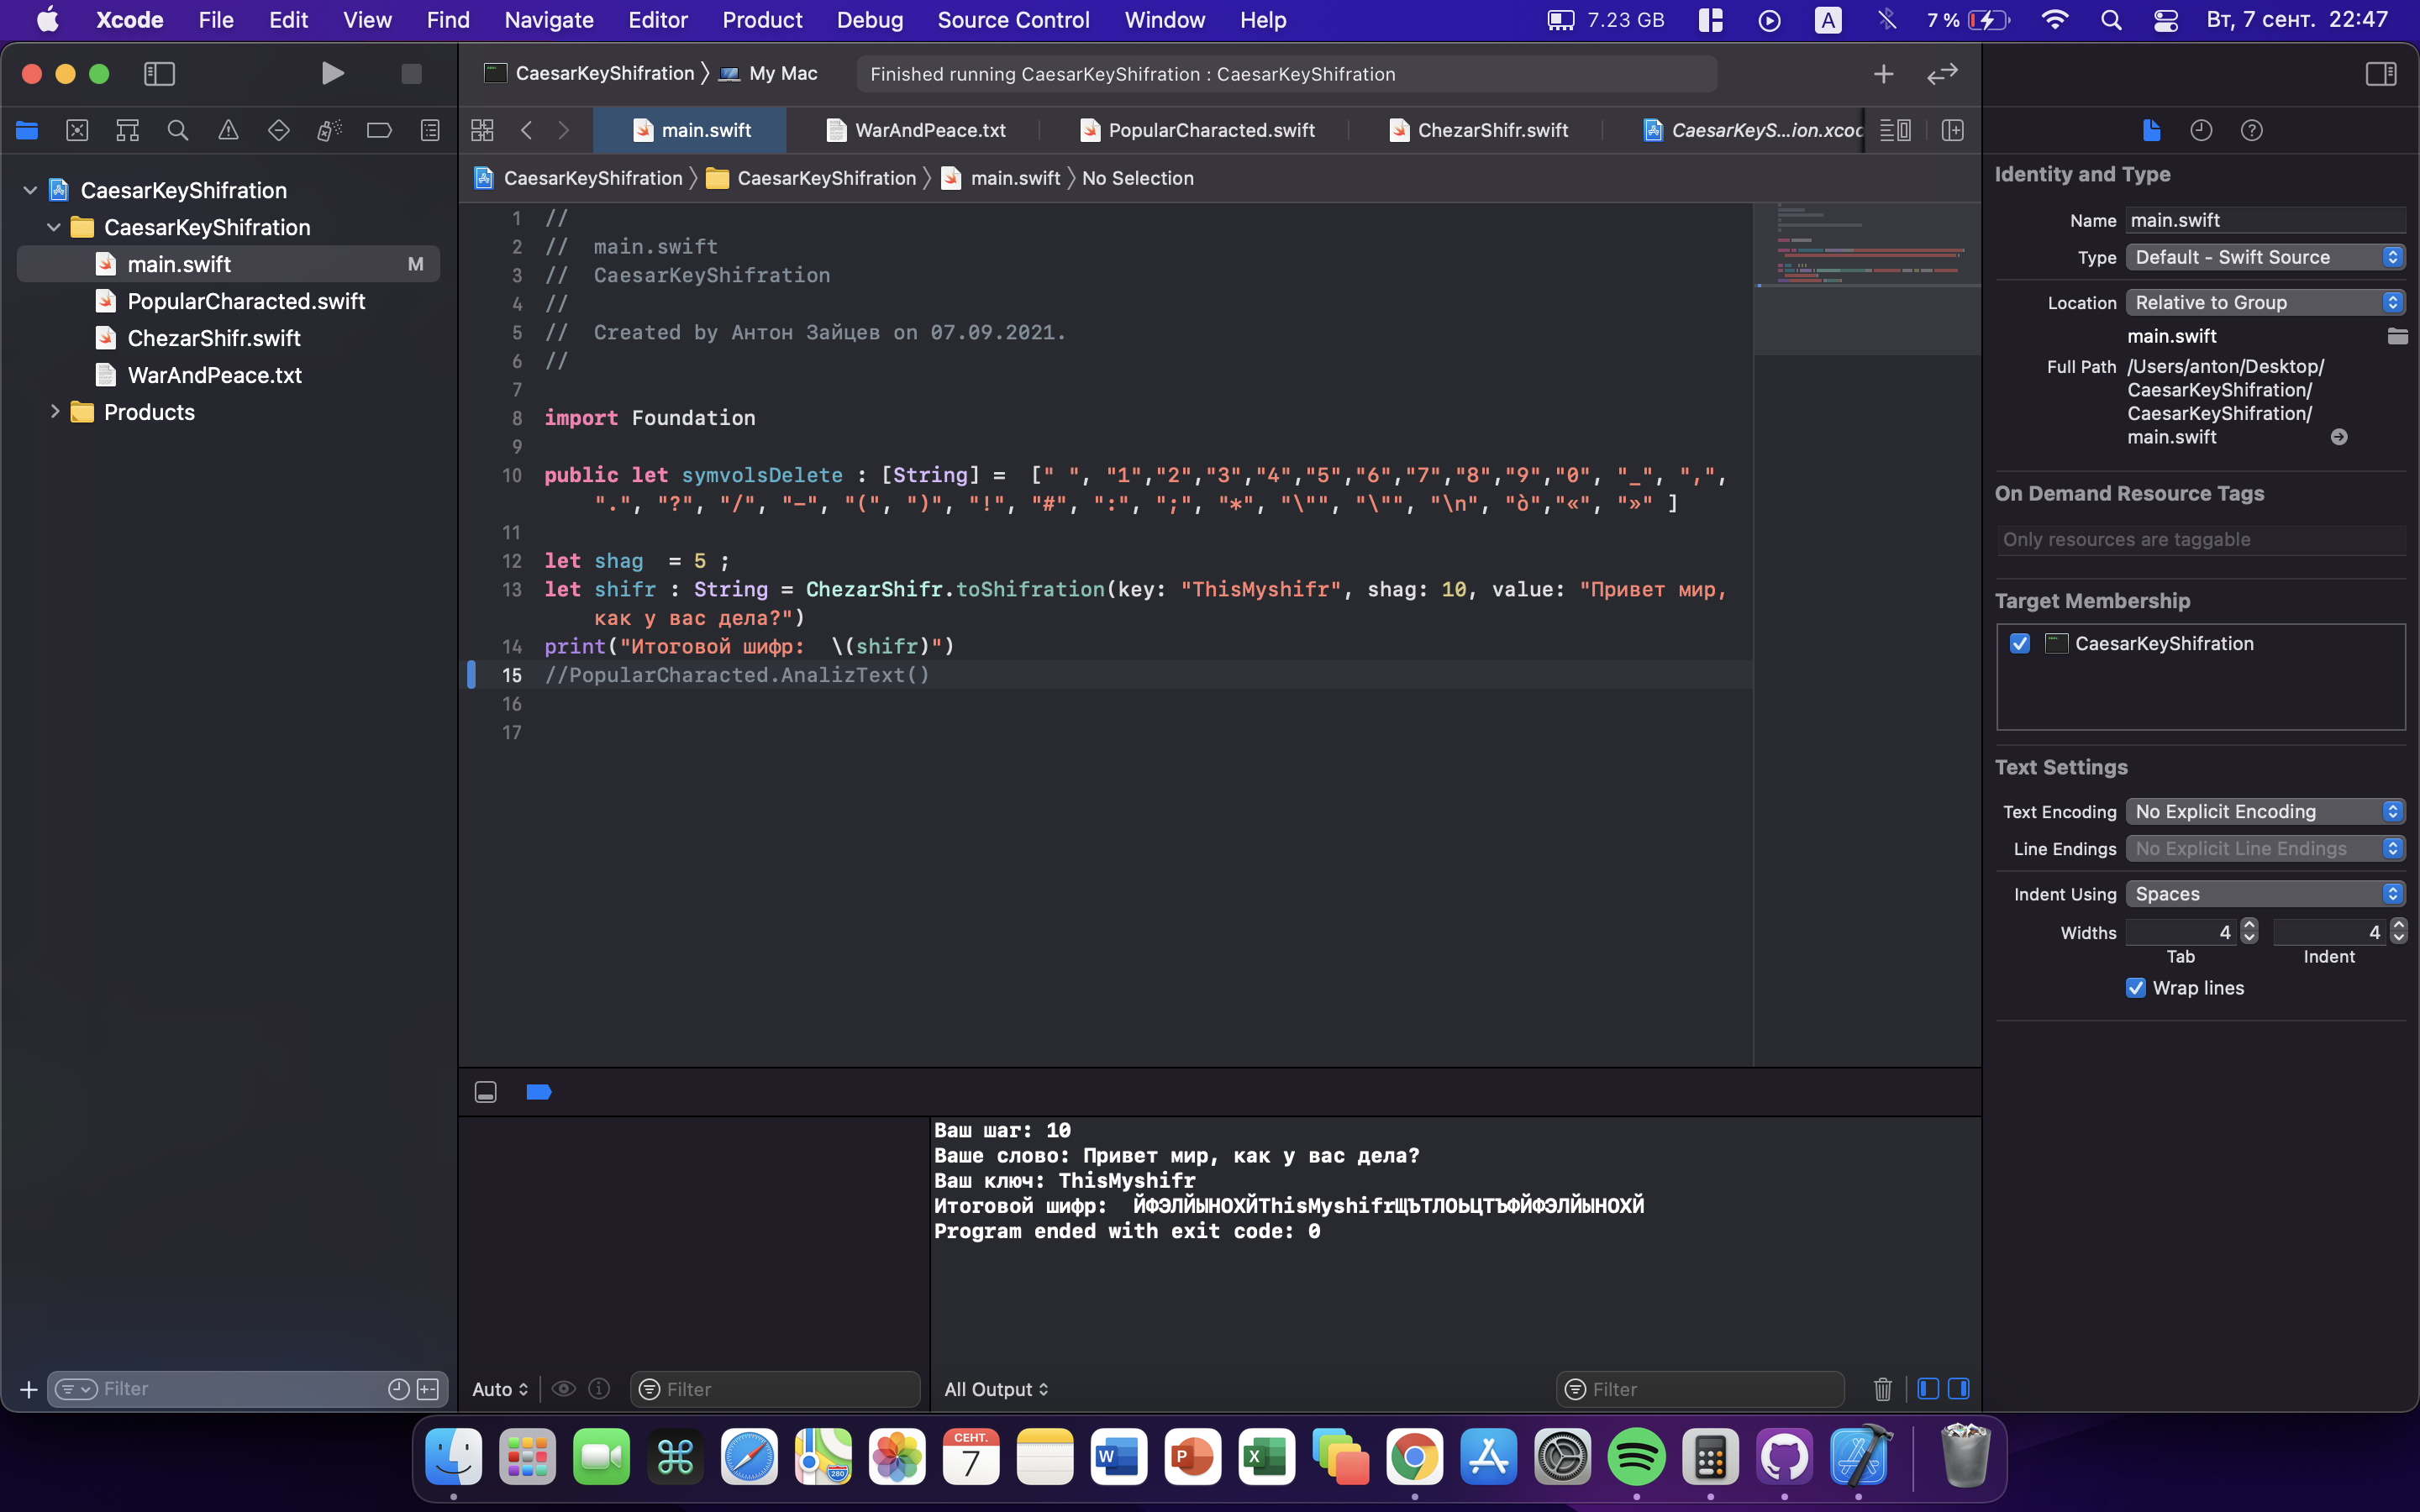 Xcode File Edit View Find Navigate Editor Product Debug Source Control Window Help 7.23 GB A 7 % Вт, 7 сент. 22:47
CaesarKeyShifration My Mac Finished running CaesarKeyShifration : CaesarKeyShifration
main.swift WarAndPeace.txt PopularCharacted.swift ChezarShifr.swift CaesarKeyS...ion.xcoc
CaesarKeyShifration CaesarKeyShifration main.swift No Selection
CaesarKeyShifration
CaesarKeyShifration
main.swift M
PopularCharacted.swift
ChezarShifr.swift
WarAndPeace.txt
Products
1 //
2 //  main.swift
3 //  CaesarKeyShifration
4 //
5 //  Created by Антон Зайцев on 07.09.2021.
6 //
7
8 import Foundation
9
10 public let symvolsDelete : [String] =  [" ", "1","2","3","4","5","6","7","8","9","0", "_", ",",
".", "?", "/", "–", "(", ")", "!", "#", ":", ";", "*", "\"", "\"", "\n", "ò","«", "»" ]
11
12 let shag  = 5 ;
13 let shifr : String = ChezarShifr.toShifration(key: "ThisMyshifr", shag: 10, value: "Привет мир,
как у вас дела?")
14 print("Итоговой шифр:  \(shifr)")
15 //PopularCharacted.AnalizText()
16
17
Ваш шаг: 10
Ваше слово: Привет мир, как у вас дела?
Ваш ключ: ThisMyshifr
Итоговой шифр:  ЙФЭЛЙЫНОХЙThisMyshifrЩЪТЛОЬЦТЪФЙФЭЛЙЫНОХЙ
Program ended with exit code: 0
Filter
Auto Filter
All Output Filter
Identity and Type
Name main.swift
Type Default - Swift Source
Location Relative to Group
main.swift
Full Path /Users/anton/Desktop/
CaesarKeyShifration/
CaesarKeyShifration/
main.swift
On Demand Resource Tags
Only resources are taggable
Target Membership
CaesarKeyShifration
Text Settings
Text Encoding No Explicit Encoding
Line Endings No Explicit Line Endings
Indent Using Spaces
Widths 4 4
Tab Indent
Wrap lines
280
СЕНТ.
7
W
P
X